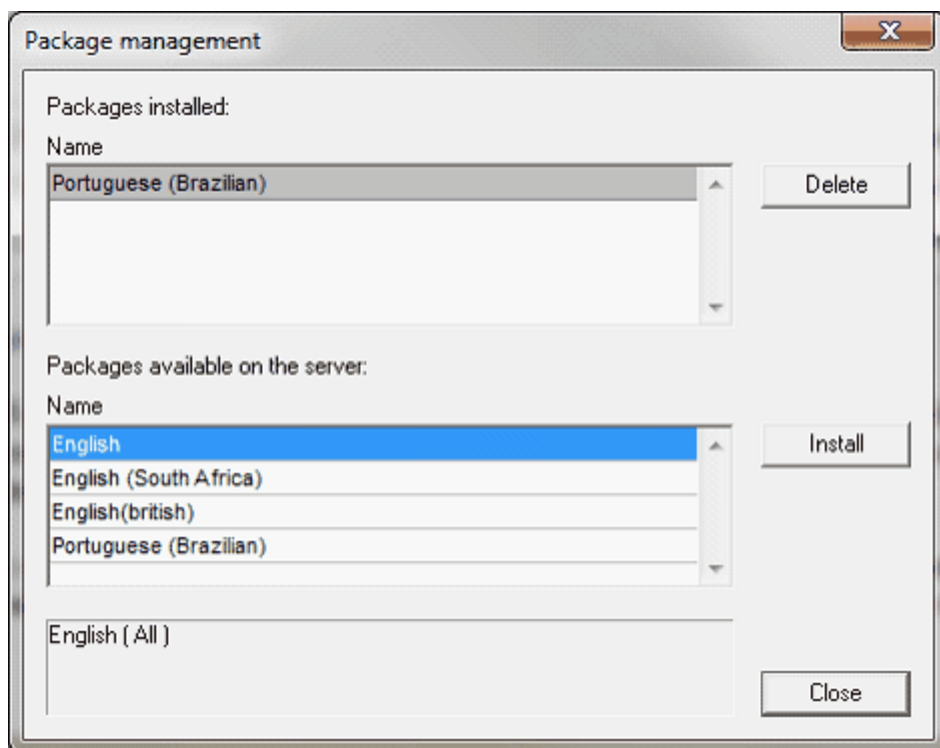 Package management
Packages installed:
Name
Portuguese (Brazilian)
Delete
Packages available on the server:
Name
English
Install
English (South Africa)
English(british)
Portuguese (Brazilian)
English ( All )
Close